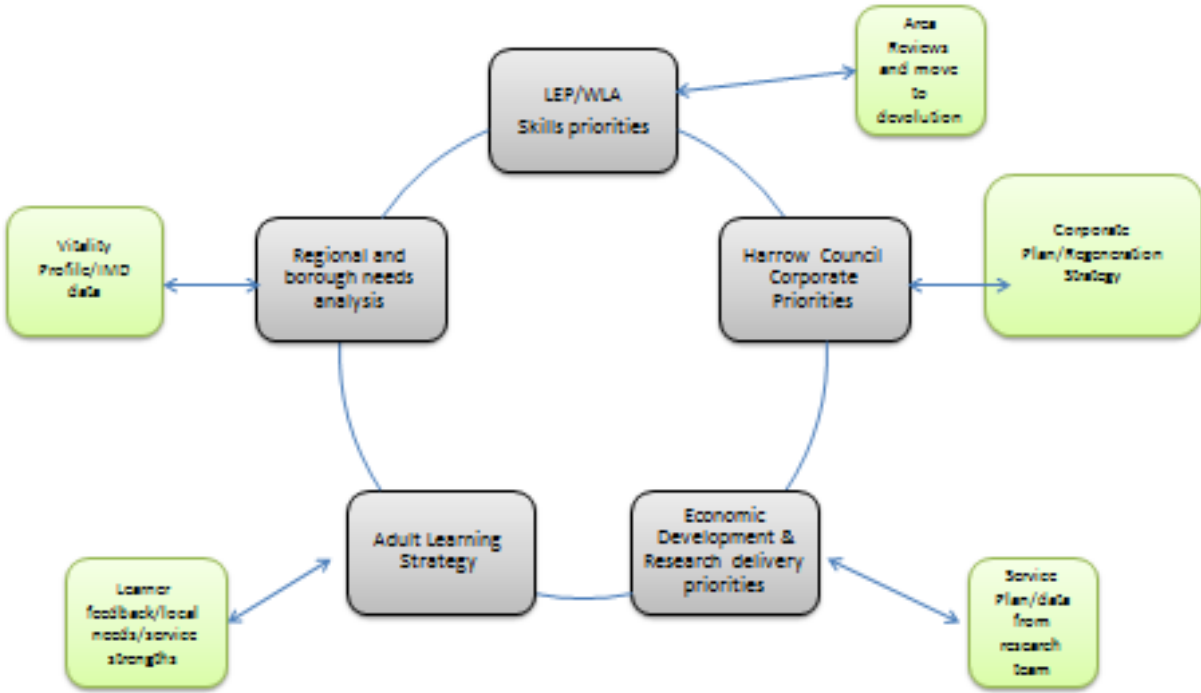 Area
Reviews
and move
to
devolution
LEP/WLA
Skills priorities
Vitality
Profile/IMD
data
Regional and
borough needs
analysis
Harrow Council
Corporate
Priorities
Corporate
Plan/Regeneration
Strategy
Adult Learning
Strategy
Economic
Development &
Research delivery
priorities
Learner
feedback/local
needs/service
strengths
Service
Plan/data
from
research
team